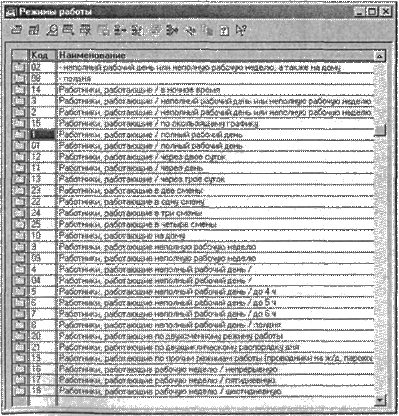 Режимы работы
Код Наименование
02 - неполный рабочий день или неполную рабочую неделю, а также на дому
08 - полдня
14 Работники, работающие / в ночное время
3 Работники, работающие / неполный рабочий день или неполную рабочую неделю
2 Работники, работающие / неполный рабочий день или неполную рабочую неделю
15 Работники, работающие / по скользящему графику
1 Работники, работающие / полный рабочий день
01 Работники, работающие / полный рабочий день
12 Работники, работающие / через двое суток
11 Работники, работающие / через день
13 Работники, работающие / через трое суток
23 Работники, работающие в две смены
22 Работники, работающие в одну смену
24 Работники, работающие в три смены
25 Работники, работающие в четыре смены
10 Работники, работающие на дому
9 Работники, работающие неполную рабочую неделю
09 Работники, работающие неполную рабочую неделю
4 Работники, работающие неполный рабочий день /
04 Работники, работающие неполный рабочий день /
5 Работники, работающие неполный рабочий день / до 4 ч
6 Работники, работающие неполный рабочий день / до 5 ч
7 Работники, работающие неполный рабочий день / до 6 ч
8 Работники, работающие неполный рабочий день / полдня
20 Работники, работающие по двухсменному режиму работы
21 Работники, работающие по двуцикличному распорядку дня
19 Работники, работающие по прочим режимам работы (проводники на ж/д, пароход
16 Работники, работающие рабочую неделю / непрерывную
17 Работники, работающие рабочую неделю / пятидневную
18 Работники, работающие рабочую неделю / шестидневную